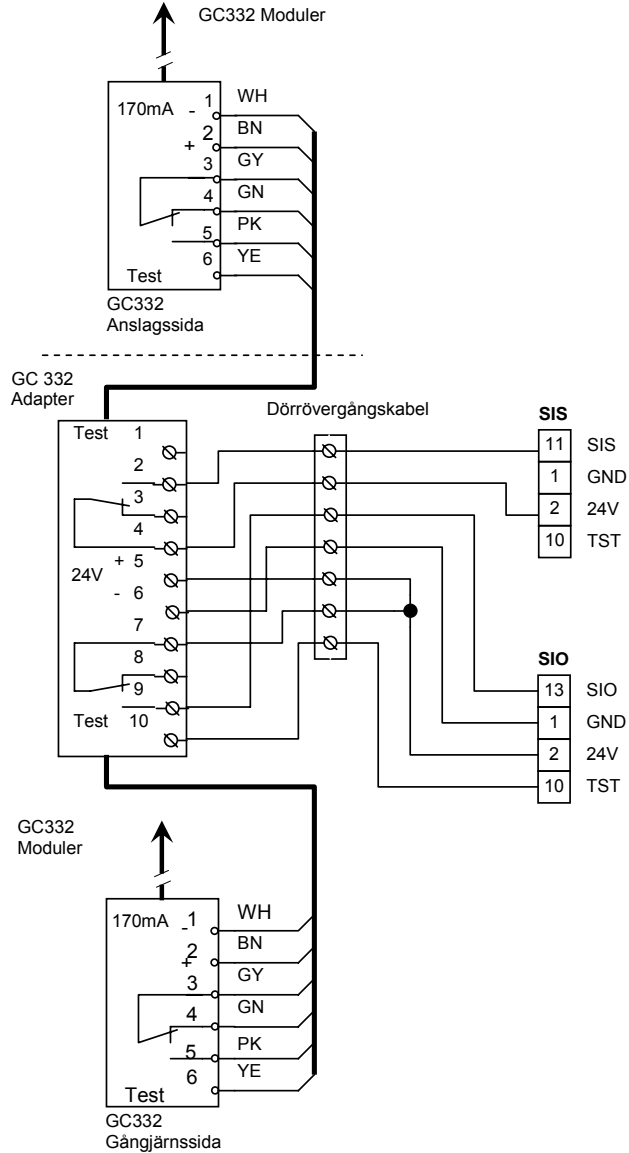 GC332 Moduler
170mA - 1 WH
+ 2 BN
3 GY
4 GN
5 PK
6 YE
Test
GC332
Anslagssida
GC 332
Adapter
Dörrövergångskabel
Test 1
2
3
4
24V + 5
- 6
7
8
9
Test 10
SIS
11 SIS
1 GND
2 24V
10 TST
SIO
13 SIO
1 GND
2 24V
10 TST
GC332
Moduler
170mA - 1 WH
+ 2 BN
3 GY
4 GN
5 PK
6 YE
Test
GC332
Gångjärnssida